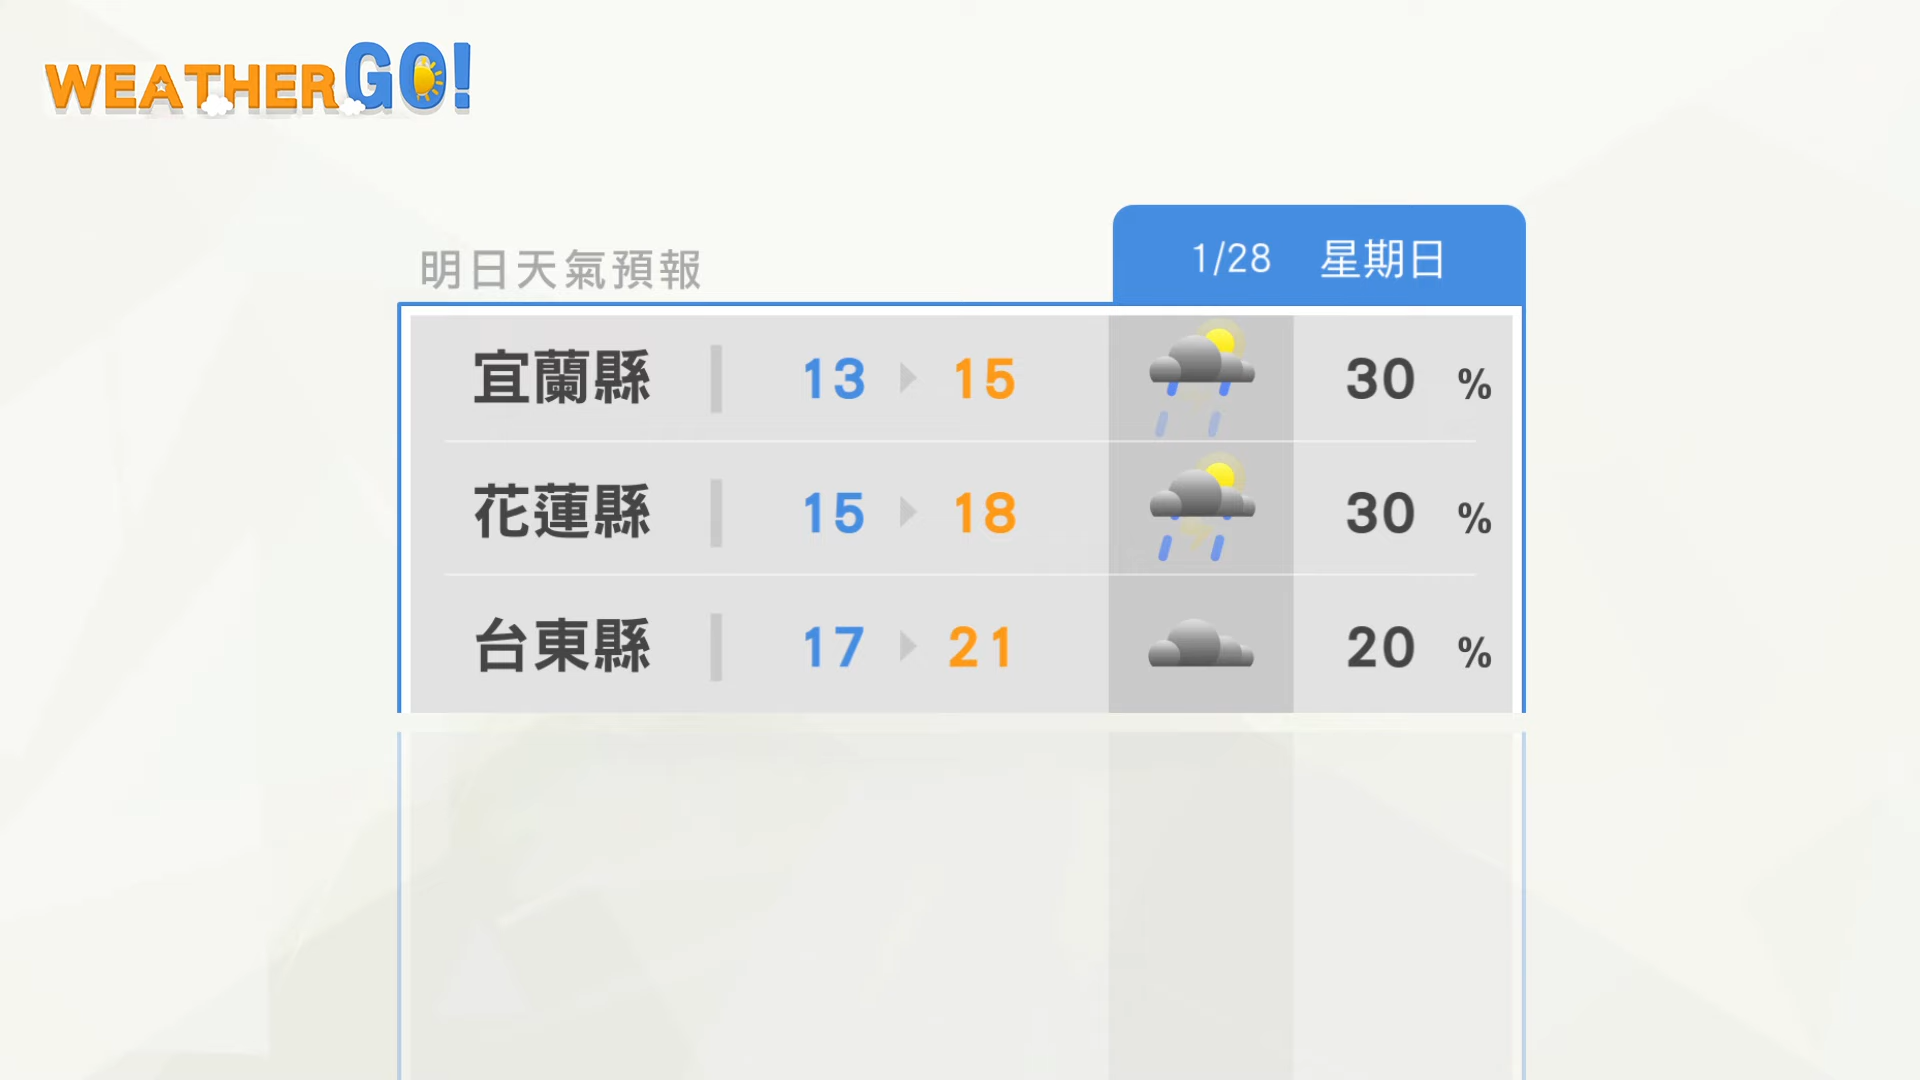 WEATHER GO!
明日天氣預報
1/28 星期日
宜蘭縣 13 15 30 %
花蓮縣 15 18 30 %
台東縣 17 21 20 %